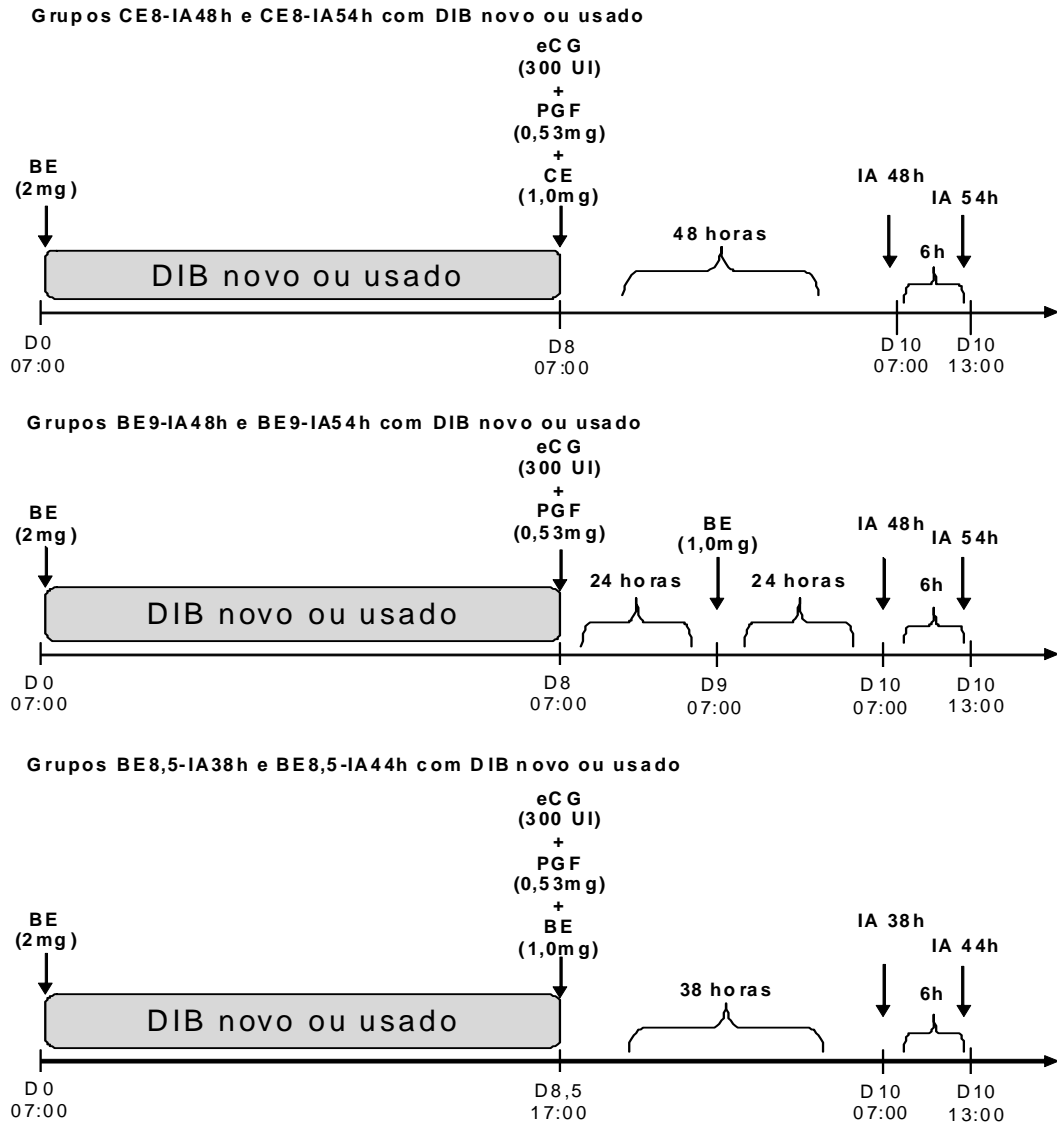 Grupos CE8-IA48h e CE8-IA54h com DIB novo ou usado
eCG
(300 UI)
+
PGF
(0,53mg)
+
CE
(1,0mg)
BE
(2mg)
IA 48h
IA 54h
48 horas
6h
DIB novo ou usado
D0
07:00
D8
07:00
D10
07:00
D10
13:00
Grupos BE9-IA48h e BE9-IA54h com DIB novo ou usado
eCG
(300 UI)
+
PGF
(0,53mg)
BE
(2mg)
BE
(1,0mg)
IA 48h
IA 54h
24 horas
24 horas
6h
DIB novo ou usado
D0
07:00
D8
07:00
D9
07:00
D10
07:00
D10
13:00
Grupos BE8,5-IA38h e BE8,5-IA44h com DIB novo ou usado
eCG
(300 UI)
+
PGF
(0,53mg)
+
BE
(1,0mg)
BE
(2mg)
IA 38h
IA 44h
38 horas
6h
DIB novo ou usado
D0
07:00
D8,5
17:00
D10
07:00
D10
13:00